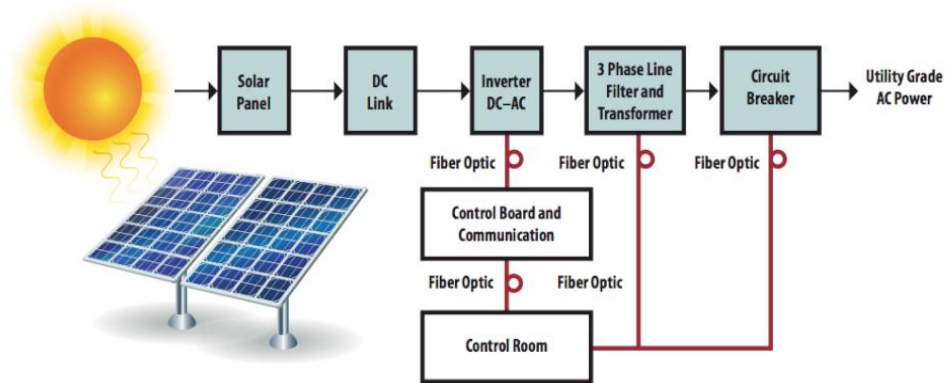 Solar
Panel
DC
Link
Inverter
DC–AC
3 Phase Line
Filter and
Transformer
Circuit
Breaker
Utility Grade
AC Power
Fiber Optic
Fiber Optic
Fiber Optic
Control Board and
Communication
Fiber Optic
Fiber Optic
Control Room